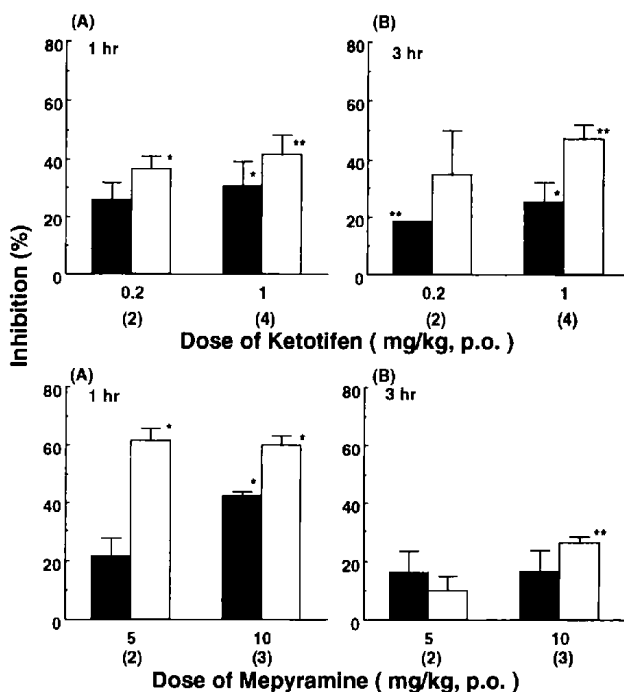 (A)
(B)
1 hr
3 hr
80
80
60
60
40
40
20
20
0
0
* ** ** * * **
0.2 1 0.2 1
(2) (4) (2) (4)
Dose of Ketotifen ( mg/kg, p.o. )
Inhibition (%)
(A)
(B)
1 hr
3 hr
80
80
60
60
40
40
20
20
0
0
* * * **
5 10 5 10
(2) (3) (2) (3)
Dose of Mepyramine ( mg/kg, p.o. )